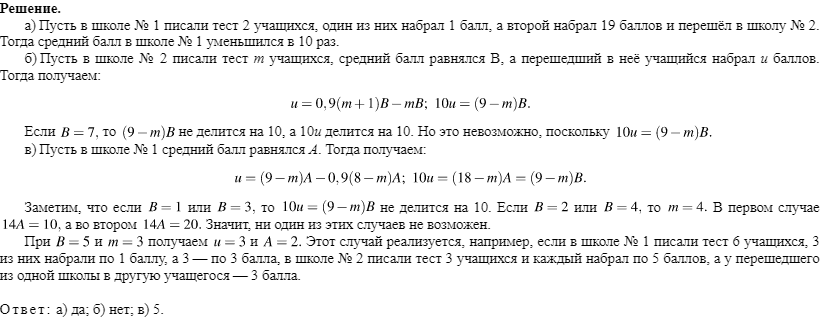 Решение.
а) Пусть в школе № 1 писали тест 2 учащихся, один из них набрал 1 балл, а второй набрал 19 баллов и перешёл в школу № 2.
Тогда средний балл в школе № 1 уменьшился в 10 раз.
б) Пусть в школе № 2 писали тест m учащихся, средний балл равнялся B, а перешедший в неё учащийся набрал u баллов.
Тогда получаем:
u = 0,9(m + 1)B − mB; 10u = (9 − m)B.
Если B = 7, то (9 − m)B не делится на 10, а 10u делится на 10. Но это невозможно, поскольку 10u = (9 − m)B.
в) Пусть в школе № 1 средний балл равнялся A. Тогда получаем:
u = (9 − m)A − 0,9(8 − m)A; 10u = (18 − m)A = (9 − m)B.
Заметим, что если B = 1 или B = 3, то 10u = (9 − m)B не делится на 10. Если B = 2 или B = 4, то m = 4. В первом случае
14A = 10, а во втором 14A = 20. Значит, ни один из этих случаев не возможен.
При B = 5 и m = 3 получаем u = 3 и A = 2. Этот случай реализуется, например, если в школе № 1 писали тест 6 учащихся, 3
из них набрали по 1 баллу, а 3 — по 3 балла, в школе № 2 писали тест 3 учащихся и каждый набрал по 5 баллов, а у перешедшего
из одной школы в другую учащегося — 3 балла.
Ответ: а) да; б) нет; в) 5.